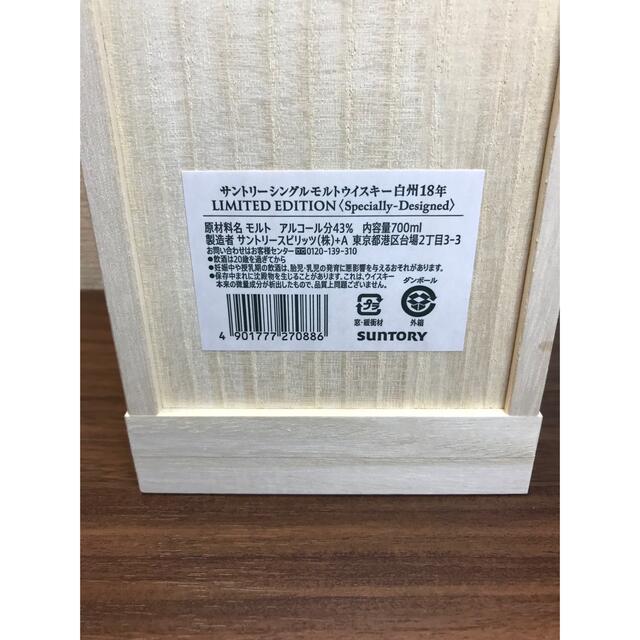 サントリーシングルモルトウイスキー白州18年
LIMITED EDITION〈Specially-Designed〉
原材料名 モルト アルコール分43% 内容量700ml
製造者 サントリースピリッツ(株)+A 東京都港区台場2丁目3-3
お問い合わせはお客様センター 0120-139-310
●飲酒は20歳を過ぎてから
●妊娠中や授乳期の飲酒は、胎児・乳児の発育に悪影響を与えるおそれがあります。
●保存中まれに沈殿物を生じることがあります。これは、ウイスキー
本来の微量成分が析出したもので、品質上問題ございません。
4 901777 270886
プラ
窓・緩衝材
ダンボール
外箱
SUNTORY